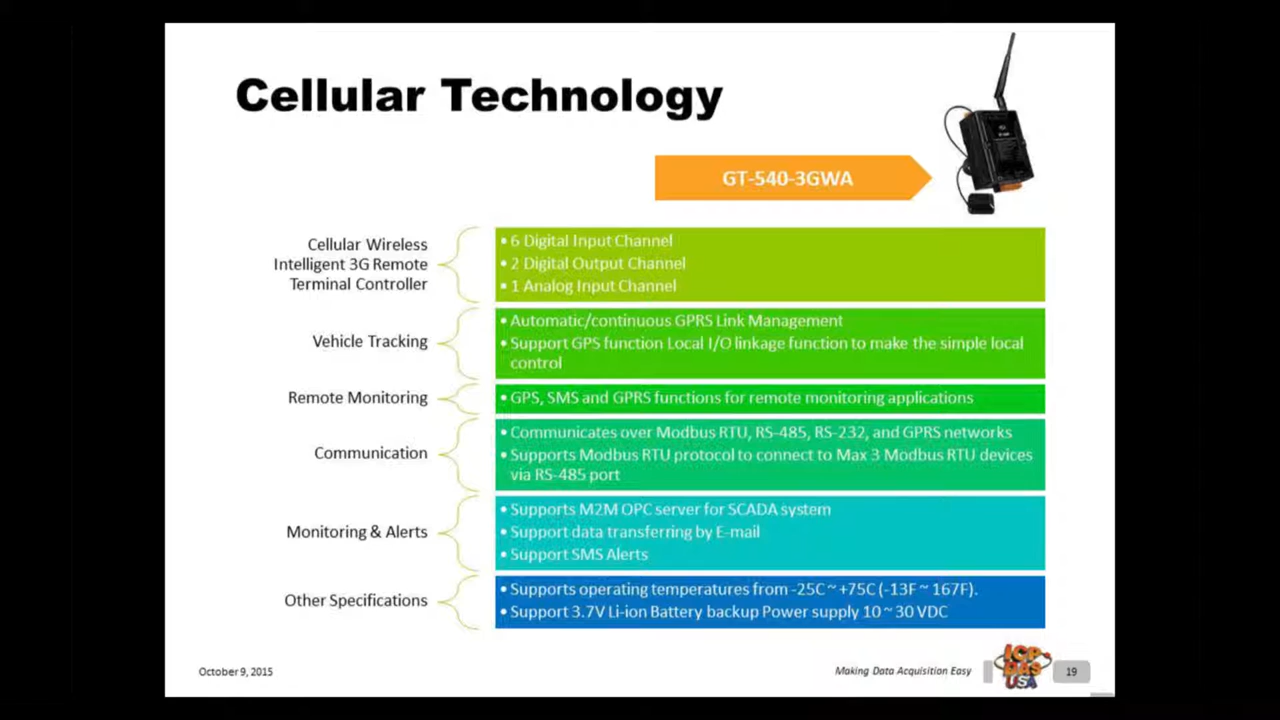 Cellular Technology
GT-540-3GWA
Cellular Wireless
Intelligent 3G Remote
Terminal Controller
• 6 Digital Input Channel
• 2 Digital Output Channel
• 1 Analog Input Channel
Vehicle Tracking
• Automatic/continuous GPRS Link Management
• Support GPS function Local I/O linkage function to make the simple local
control
Remote Monitoring
• GPS, SMS and GPRS functions for remote monitoring applications
Communication
• Communicates over Modbus RTU, RS-485, RS-232, and GPRS networks
• Supports Modbus RTU protocol to connect to Max 3 Modbus RTU devices
via RS-485 port
Monitoring & Alerts
• Supports M2M OPC server for SCADA system
• Support data transferring by E-mail
• Support SMS Alerts
Other Specifications
• Supports operating temperatures from -25C ~ +75C (-13F ~ 167F).
• Support 3.7V Li-ion Battery backup Power supply 10 ~ 30 VDC
October 9, 2015
Making Data Acquisition Easy
ICP
DAS
USA
19